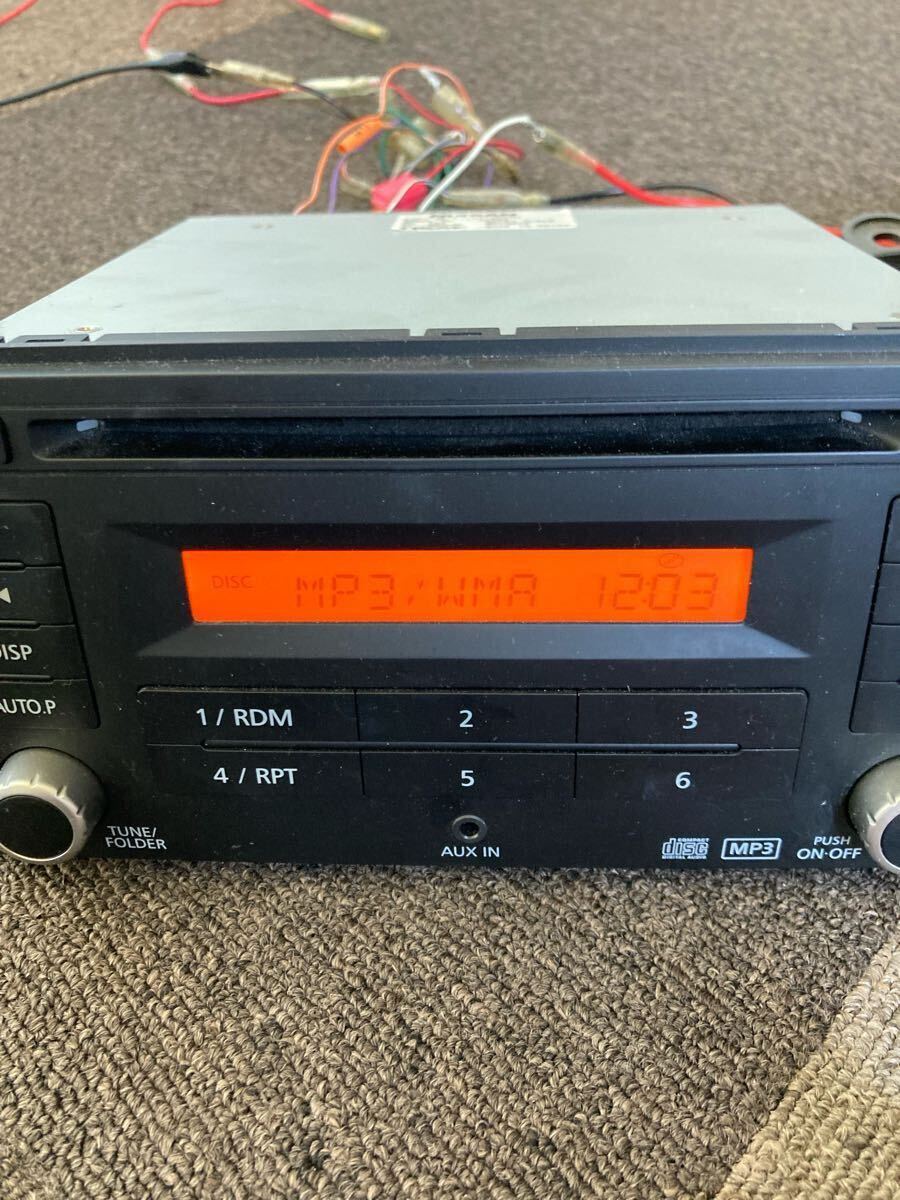 DISC MP3/WMA 12:03
DISP
AUTO.P
1 / RDM 2 3
4 / RPT 5 6
TUNE/
FOLDER
AUX IN
COMPACT
disc
DIGITAL AUDIO
MP3
PUSH
ON·OFF